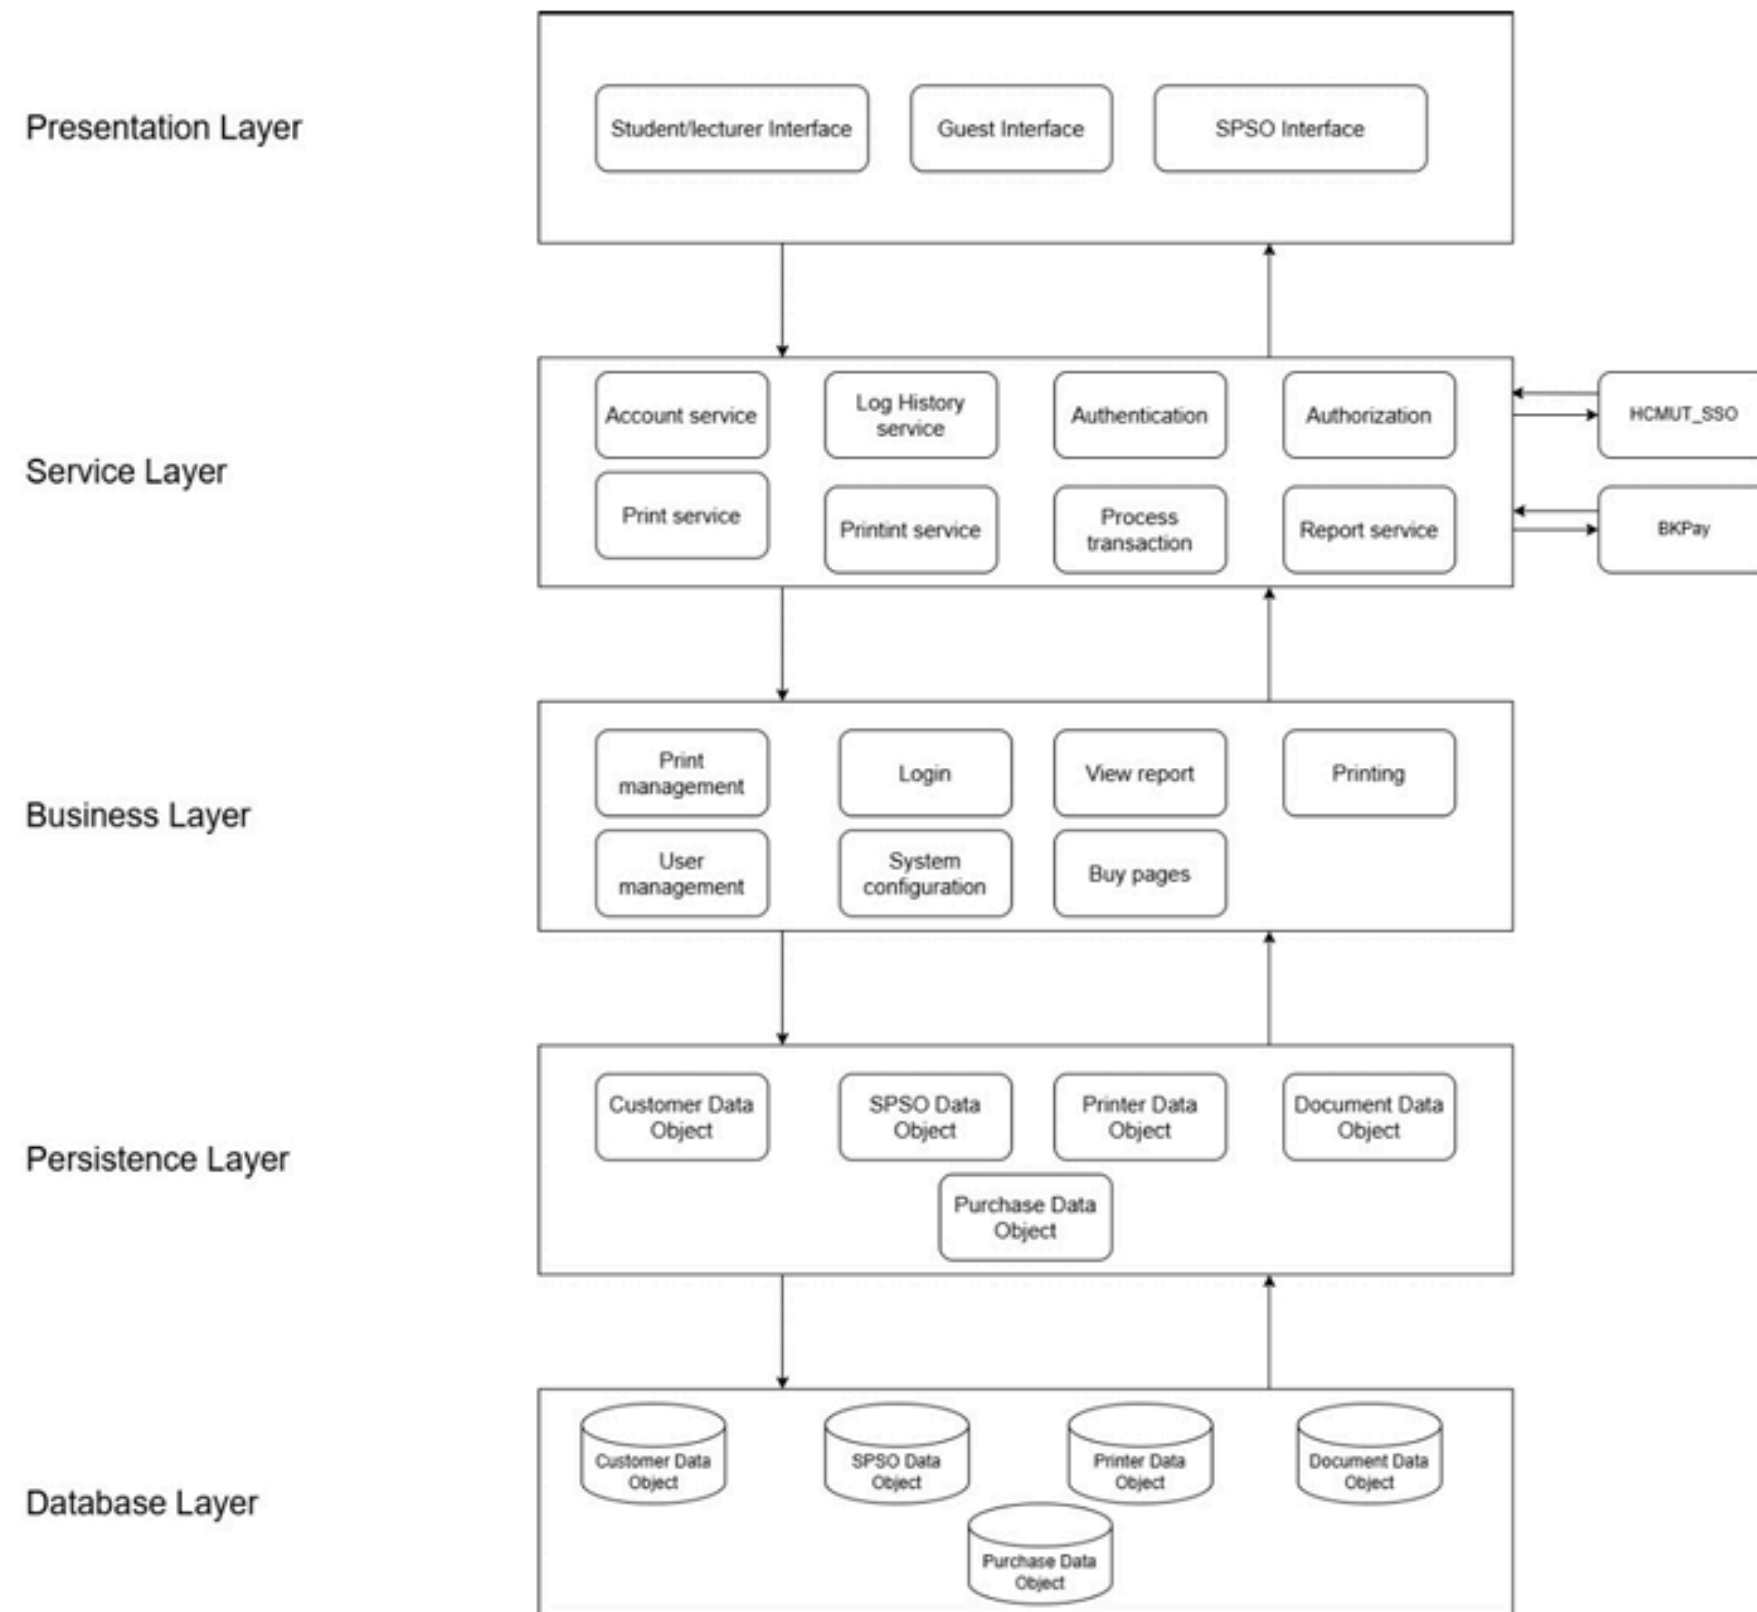 Presentation Layer
Student/lecturer Interface
Guest Interface
SPSO Interface
Service Layer
Account service
Log History
service
Authentication
Authorization
HCMUT_SSO
Print service
Printint service
Process
transaction
Report service
BKPay
Business Layer
Print
management
Login
View report
Printing
User
management
System
configuration
Buy pages
Persistence Layer
Customer Data
Object
SPSO Data
Object
Printer Data
Object
Document Data
Object
Purchase Data
Object
Database Layer
Customer Data
Object
SPSO Data
Object
Printer Data
Object
Document Data
Object
Purchase Data
Object